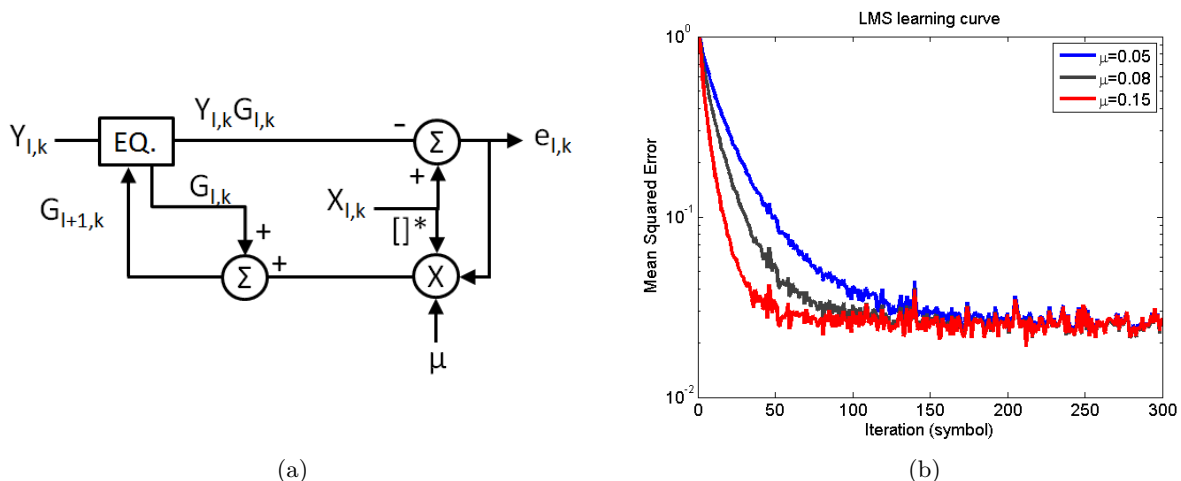 Y_{l,k}
EQ.
Y_{l,k}G_{l,k}
-
Σ
e_{l,k}
+
X_{l,k}
[ ]*
G_{l,k}
G_{l+1,k}
+
Σ
+
X
μ
(a)
LMS learning curve
μ=0.05
μ=0.08
μ=0.15
Mean Squared Error
10^0
10^{-1}
10^{-2}
0 50 100 150 200 250 300
Iteration (symbol)
(b)